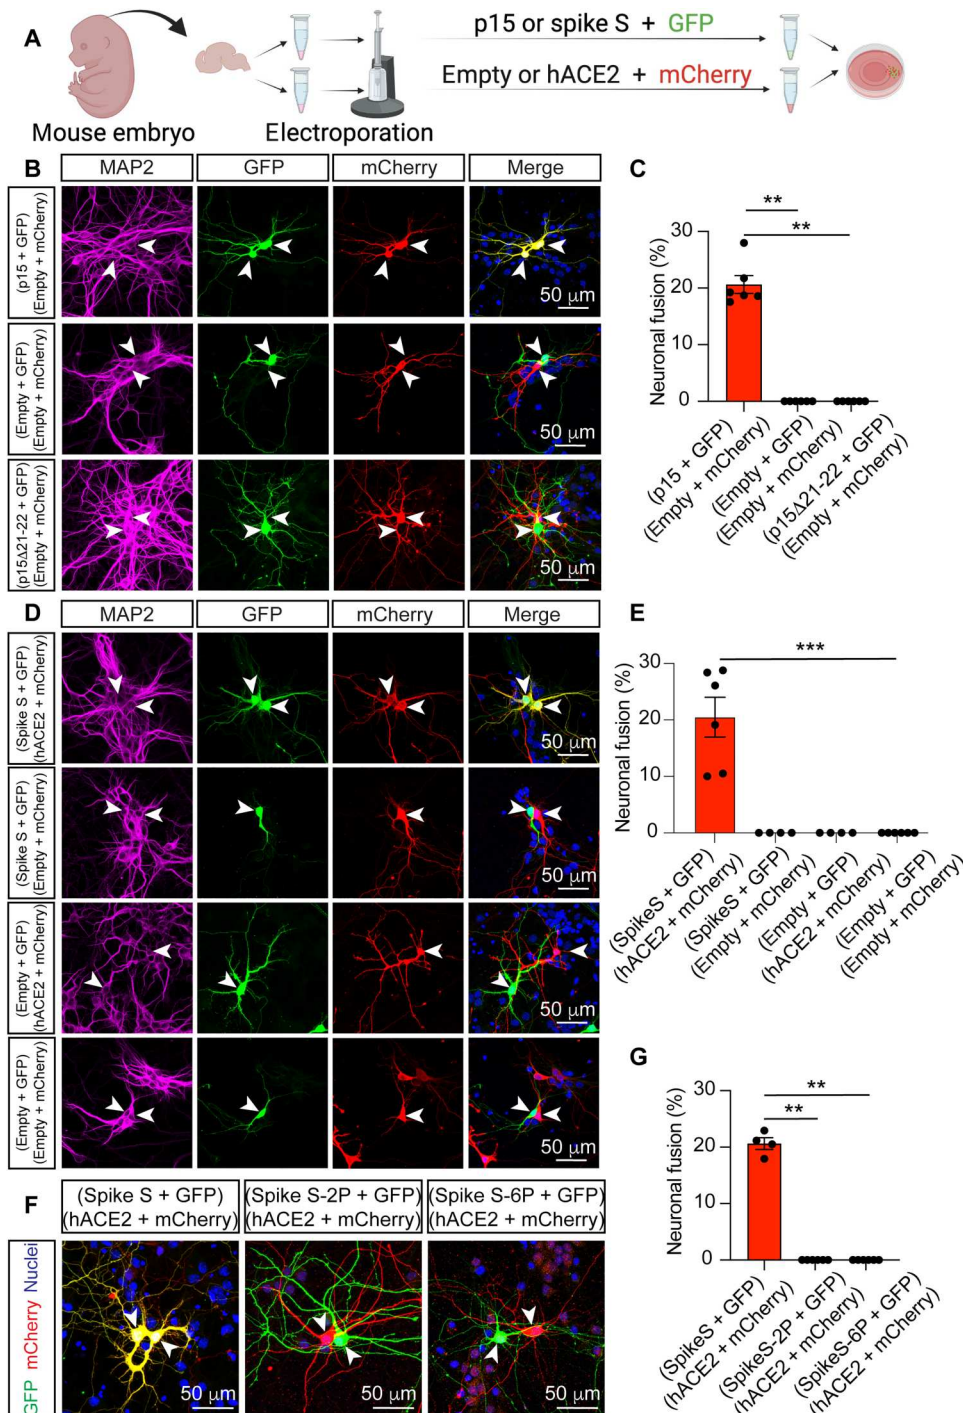 A
p15 or spike S + GFP
Empty or hACE2 + mCherry
Mouse embryo
Electroporation
B
MAP2
GFP
mCherry
Merge
(p15 + GFP)
(Empty + mCherry)
50 μm
(Empty + GFP)
(Empty + mCherry)
50 μm
(p15Δ21-22 + GFP)
(Empty + mCherry)
50 μm
C
**
**
Neuronal fusion (%)
30
20
10
0
(p15 + GFP)
(Empty + mCherry)
(Empty + GFP)
(Empty + mCherry)
(p15Δ21-22 + GFP)
(Empty + mCherry)
D
MAP2
GFP
mCherry
Merge
(Spike S + GFP)
(hACE2 + mCherry)
50 μm
(Spike S + GFP)
(Empty + mCherry)
50 μm
(Empty + GFP)
(hACE2 + mCherry)
50 μm
(Empty + GFP)
(Empty + mCherry)
50 μm
E
***
Neuronal fusion (%)
30
20
10
0
(SpikeS + GFP)
(hACE2 + mCherry)
(SpikeS + GFP)
(Empty + mCherry)
(Empty + GFP)
(hACE2 + mCherry)
(Empty + GFP)
(Empty + mCherry)
F
(Spike S + GFP)
(hACE2 + mCherry)
(Spike S-2P + GFP)
(hACE2 + mCherry)
(Spike S-6P + GFP)
(hACE2 + mCherry)
GFP mCherry Nuclei
50 μm
50 μm
50 μm
G
**
**
Neuronal fusion (%)
30
20
10
0
(SpikeS + GFP)
(hACE2 + mCherry)
(SpikeS-2P + GFP)
(hACE2 + mCherry)
(SpikeS-6P + GFP)
(hACE2 + mCherry)